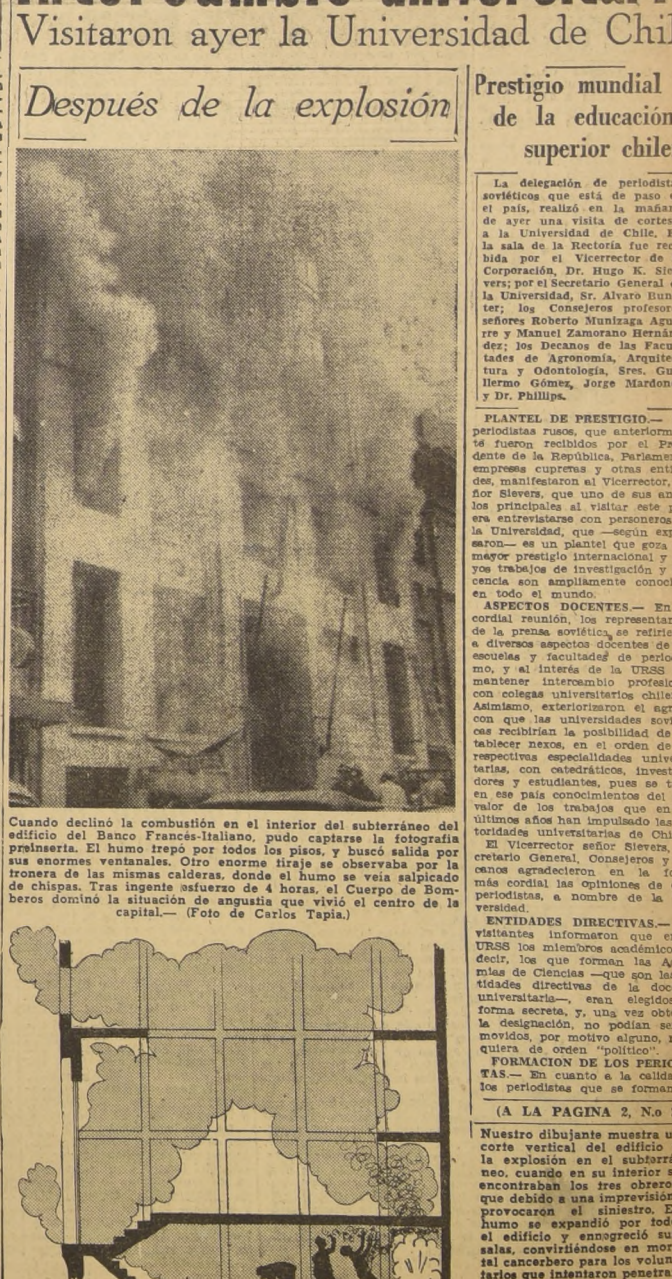 Visitaron ayer la Universidad de
Después de la explosión
Cuando declinó la combustión en el interior del subterráneo del
edificio del Banco Francés-Italiano, pudo captarse la fotografía
preinserta. El humo trepó por todos los pisos, y buscó salida por
sus enormes ventanales. Otro enorme tiraje se observaba por la
tronera de las mismas calderas, donde el humo se veía salpicado
de chispas. Tras ingente esfuerzo de 4 horas, el Cuerpo de Bom-
beros dominó la situación de angustia que vivió el centro de la
capital.— (Foto de Carlos Tapia.)
Prestigio mundial
de la educación
superior chile
La delegación de periodist
soviéticos que está de paso
el país, realizó en la mañan
de ayer una visita de cortes
a la Universidad de Chile.
la sala de la Rectoría fue rec
bida por el Vicerrector de
Corporación, Dr. Hugo K. Sie
vers; por el Secretario General
la Universidad, Sr. Alvaro Bun
ter; los Consejeros profesor
señores Roberto Munizaga Agu
rre y Manuel Zamorano Hernán
dez; los Decanos de las Facu
tades de Agronomía, Arquite
tura y Odontología, Sres. Gu
llermo Gómez, Jorge Mardon
y Dr. Phillips.
PLANTEL DE PRESTIGIO.—
periodistas rusos, que anteriorm
te fueron recibidos por el P
dente de la República, Parlame
empresas cupreras y otras enti
des, manifestaron al Vicerrector,
ñor Sievers, que uno de sus an
los principales al visitar este p
era entrevistarse con personeros
la Universidad, que —según exp
saron— es un plantel que goza
mayor prestigio internacional y
yos trabajos de investigación y
cencia son ampliamente conoci
en todo el mundo.
ASPECTOS DOCENTES.— En
cordial reunión, los representan
de la prensa soviética, se refirie
a diversos aspectos docentes de
escuelas y facultades de perio
mo, y al interés de la URSS
mantener intercambio profesio
con colegas universitarios chile
Asimismo, exteriorizaron el agr
con que las universidades sovi
cas recibirían la posibilidad de
tablecer nexos, en el orden de
respectivas especialidades unive
tarias, con catedráticos, invest
dores y estudiantes, pues se t
en ese país conocimientos del
valor de los trabajos que en
últimos años han impulsado las
toridades universitarias de Chi
El Vicerrector señor Sievers,
cretario General, Consejeros y
canos agradecieron en la fo
más cordial las opiniones de
periodistas, a nombre de la
versidad.
ENTIDADES DIRECTIVAS.—
visitantes informaron que e
URSS los miembros académico
decir, los que forman las A
mias de Ciencias —que son la
tidades directivas de la doc
universitaria—, eran elegidos
forma secreta, y, una vez obt
la designación, no podían se
movidos, por motivo alguno,
quiera de orden "político".
FORMACION DE LOS PERIO
TAS.— En cuanto a la calida
los periodistas que se forman
(A LA PAGINA 2, N.o
Nuestro dibujante muestra u
corte vertical del edificio
la explosión en el subterrá
neo, cuando en su interior s
encontraban los tres obrero
que debido a una imprevisión
provocaron el siniestro. E
humo se expandió por todo
el edificio y ennegreció su
salas, convirtiéndose en mor
tal cancerbero para los volun
tarios que intentaron penetra